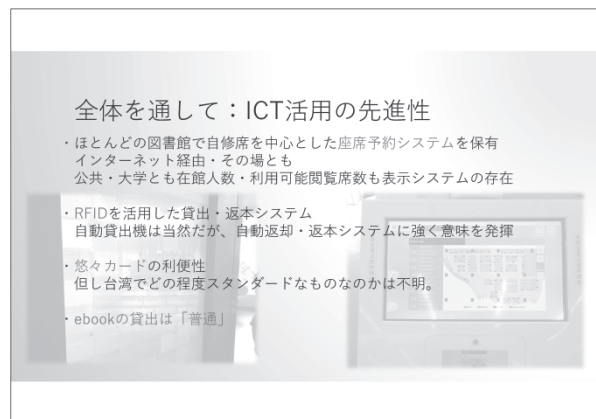 全体を通して：ICT活用の先進性
・ほとんどの図書館で自修席を中心とした座席予約システムを保有
インターネット経由・その場とも
公共・大学とも在館人数・利用可能閲覧席数も表示システムの存在
・RFIDを活用した貸出・返本システム
自動貸出機は当然だが、自動返却・返本システムに強く意味を発揮
・悠々カードの利便性
但し台湾でどの程度スタンダードなものなのかは不明。
・ebookの貸出は「普通」